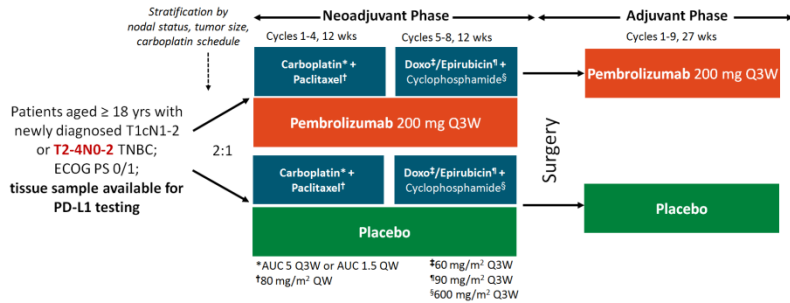 Stratification by
nodal status, tumor size,
carboplatin schedule
Neoadjuvant Phase
Adjuvant Phase
Cycles 1-4, 12 wks
Cycles 5-8, 12 wks
Cycles 1-9, 27 wks
Carboplatin* +
Paclitaxel†
Doxo‡/Epirubicin¶ +
Cyclophosphamide§
Pembrolizumab 200 mg Q3W
Pembrolizumab 200 mg Q3W
Patients aged ≥ 18 yrs with
newly diagnosed T1cN1-2
or T2-4N0-2 TNBC;
ECOG PS 0/1;
tissue sample available for
PD-L1 testing
2:1
Surgery
Carboplatin* +
Paclitaxel†
Doxo‡/Epirubicin¶ +
Cyclophosphamide§
Placebo
Placebo
*AUC 5 Q3W or AUC 1.5 QW
†80 mg/m² QW
‡60 mg/m² Q3W
¶90 mg/m² Q3W
§600 mg/m² Q3W